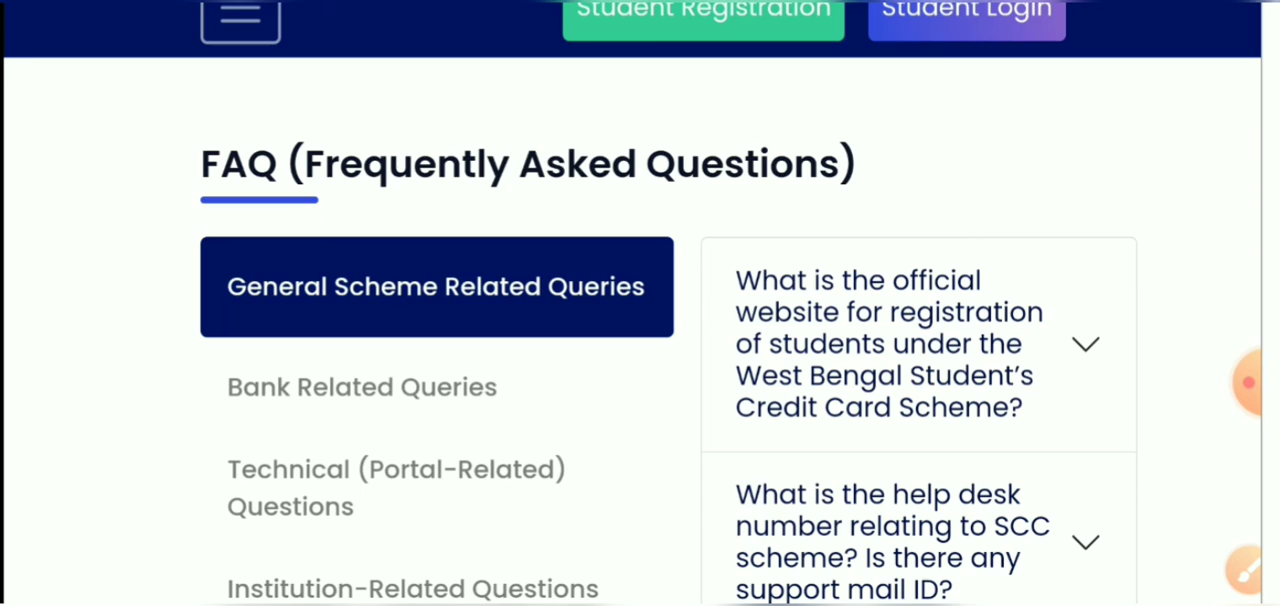 Student Registration
Student Login
FAQ (Frequently Asked Questions)
General Scheme Related Queries
Bank Related Queries
Technical (Portal-Related)
Questions
Institution-Related Questions
What is the official
website for registration
of students under the
West Bengal Student's
Credit Card Scheme?
What is the help desk
number relating to SCC
scheme? Is there any
support mail ID?